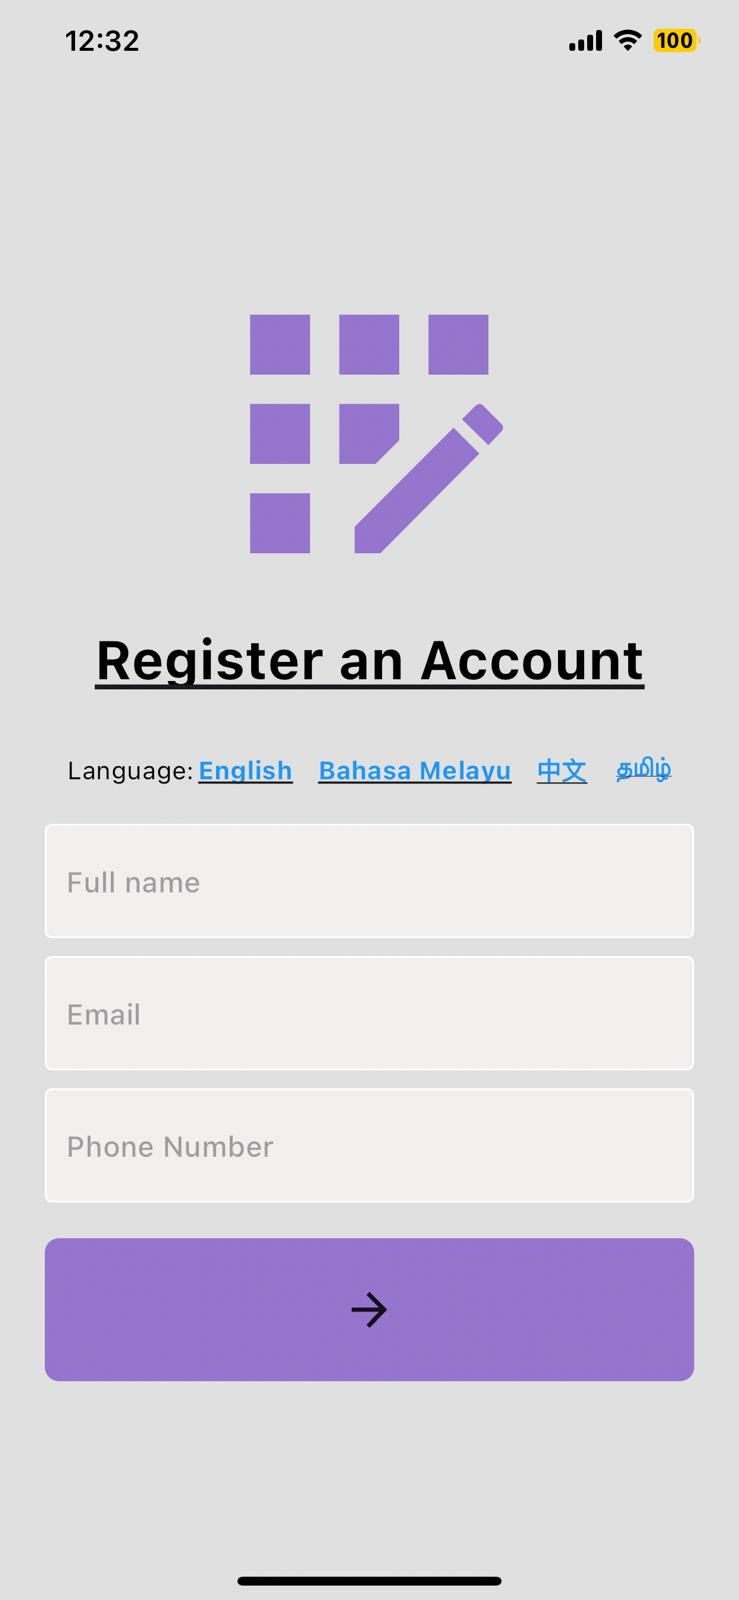 12:32 100
Register an Account
Language: English Bahasa Melayu 中文 தமிழ்
Full name
Email
Phone Number